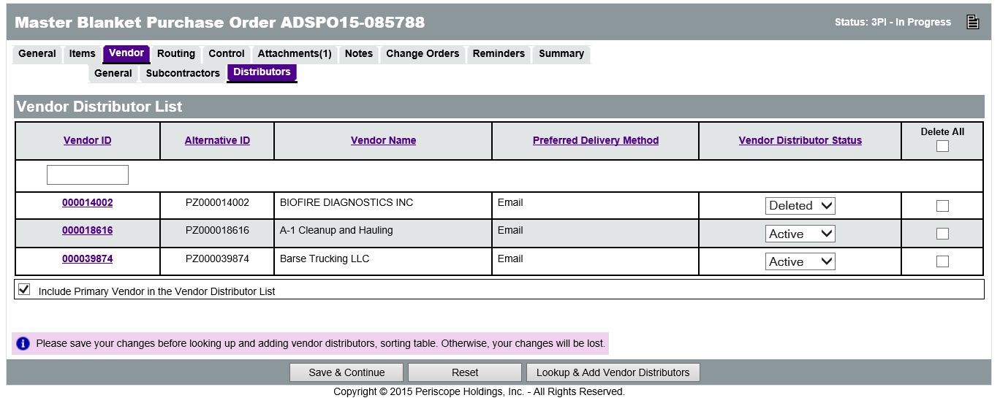 Master Blanket Purchase Order ADSPO15-085788 Status: 3PI - In Progress
General Items Vendor Routing Control Attachments(1) Notes Change Orders Reminders Summary
General Subcontractors Distributors
Vendor Distributor List
Vendor ID Alternative ID Vendor Name Preferred Delivery Method Vendor Distributor Status Delete All
000014002 PZ000014002 BIOFIRE DIAGNOSTICS INC Email Deleted
000018616 PZ000018616 A-1 Cleanup and Hauling Email Active
000039874 PZ000039874 Barse Trucking LLC Email Active
Include Primary Vendor in the Vendor Distributor List
Please save your changes before looking up and adding vendor distributors, sorting table. Otherwise, your changes will be lost.
Save & Continue Reset Lookup & Add Vendor Distributors
Copyright © 2015 Periscope Holdings, Inc. - All Rights Reserved.